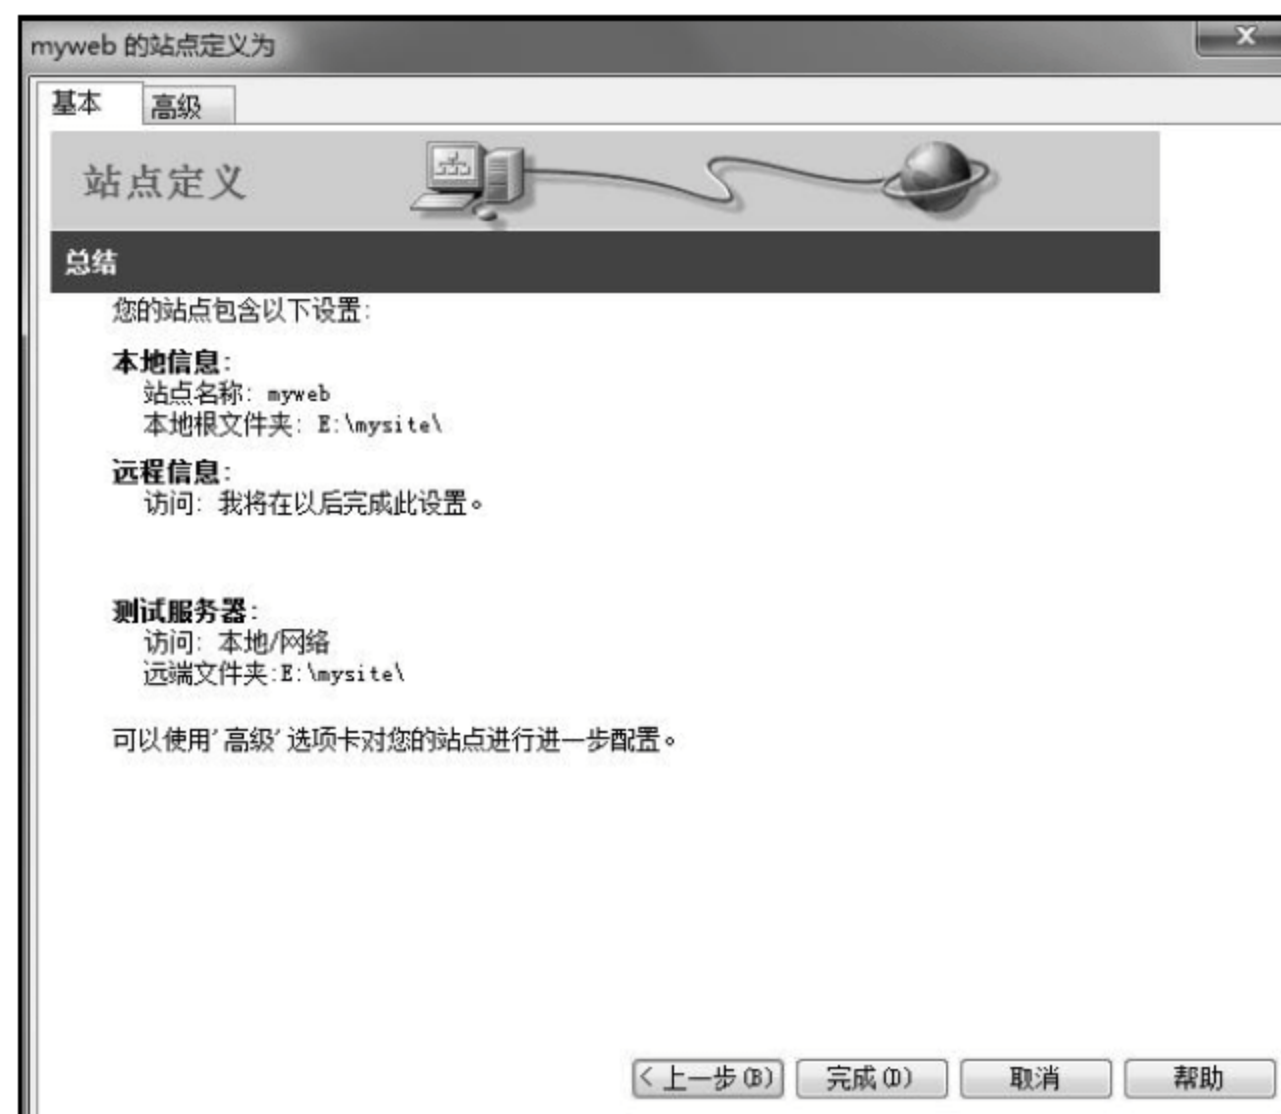 myweb 的站点定义为
基本 高级
站点定义
总结
您的站点包含以下设置:
本地信息:
站点名称: myweb
本地根文件夹: E:\mysite\
远程信息:
访问: 我将在以后完成此设置。
测试服务器:
访问: 本地/网络
远端文件夹:E:\mysite\
可以使用'高级'选项卡对您的站点进行进一步配置。
<上一步(B) 完成(D) 取消 帮助